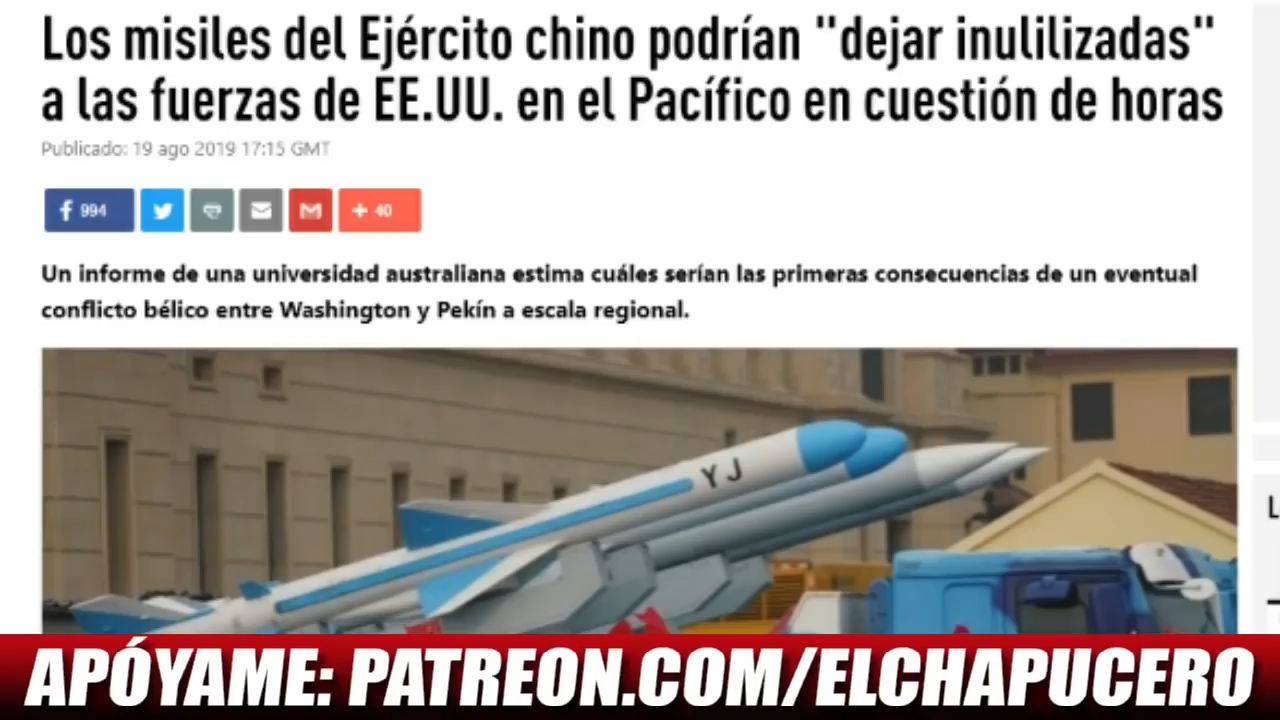 Los misiles del Ejército chino podrían "dejar inulilizadas"
a las fuerzas de EE.UU. en el Pacífico en cuestión de horas
Publicado: 19 ago 2019 17:15 GMT
994
+ 40
Un informe de una universidad australiana estima cuáles serían las primeras consecuencias de un eventual
conflicto bélico entre Washington y Pekín a escala regional.
YJ
L
APÓYAME: PATREON.COM/ELCHAPUCERO